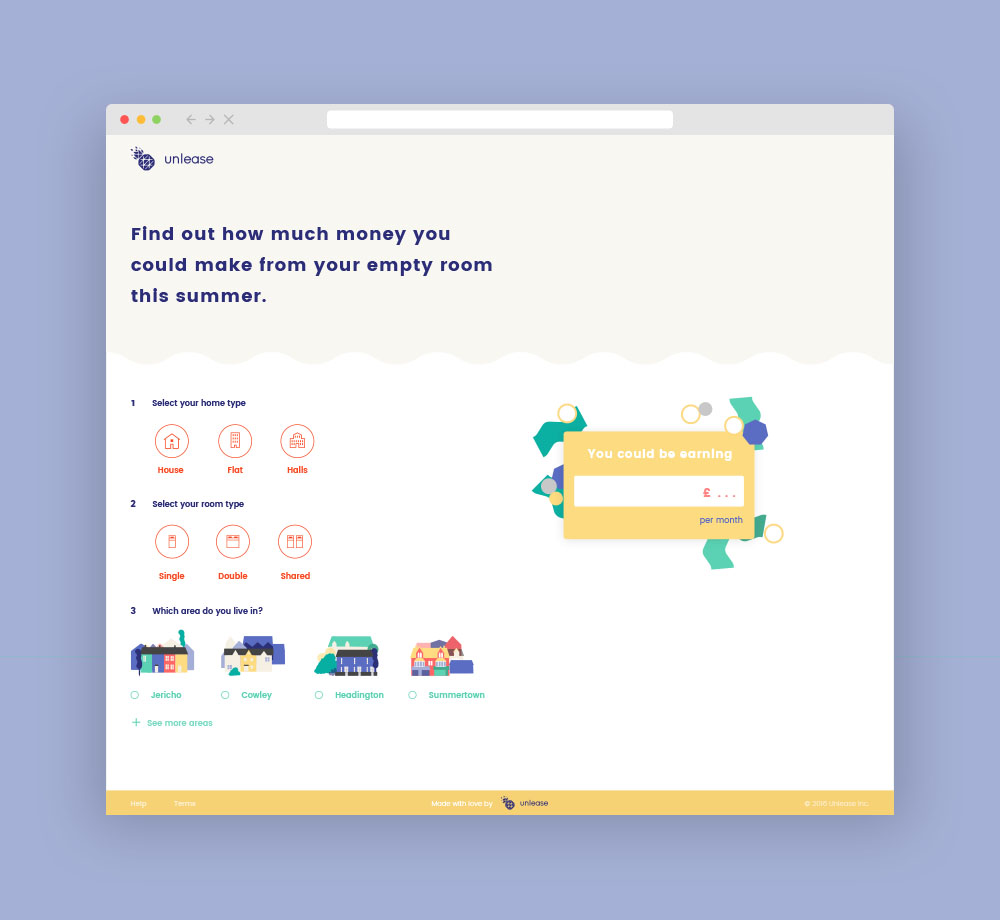 unlease
Find out how much money you
could make from your empty room
this summer.
1 Select your home type
House Flat Halls
2 Select your room type
Single Double Shared
3 Which area do you live in?
Jericho Cowley Headington Summertown
+ See more areas
You could be earning
£ ...
per month
Help Terms Made with love by unlease © 2016 UNlease Inc.